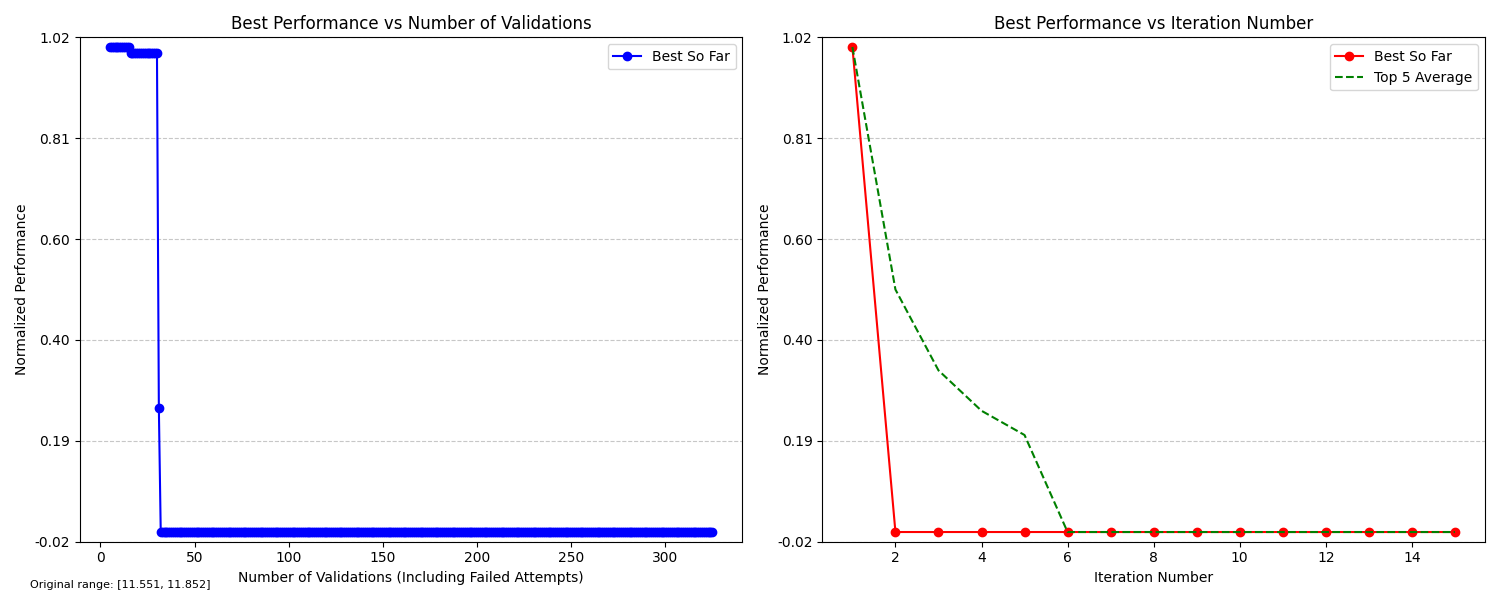 Best Performance vs Number of Validations
Normalized Performance
1.02
0.81
0.60
0.40
0.19
-0.02
Best So Far
0 50 100 150 200 250 300
Number of Validations (Including Failed Attempts)
Original range: [11.551, 11.852]
Best Performance vs Iteration Number
Normalized Performance
1.02
0.81
0.60
0.40
0.19
-0.02
Best So Far
Top 5 Average
2 4 6 8 10 12 14
Iteration Number